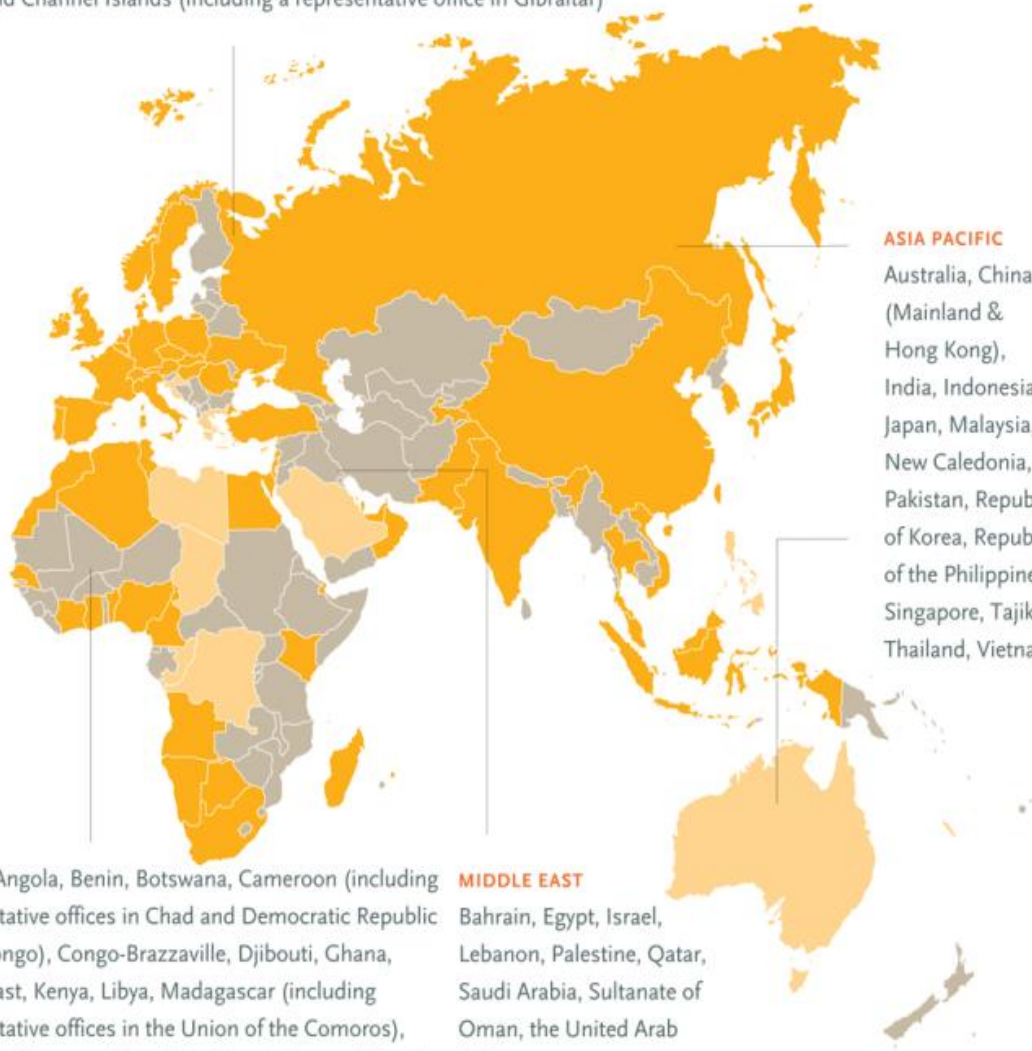 nd Channel Islands (including a representative office in Gibraltar)
ASIA PACIFIC
Australia, China
(Mainland &
Hong Kong),
India, Indonesia
Japan, Malaysia,
New Caledonia,
Pakistan, Repub
of Korea, Repub
of the Philippine
Singapore, Tajik
Thailand, Vietna
Angola, Benin, Botswana, Cameroon (including
tative offices in Chad and Democratic Republic
ngo), Congo-Brazzaville, Djibouti, Ghana,
ast, Kenya, Libya, Madagascar (including
tative offices in the Union of the Comoros),
MIDDLE EAST
Bahrain, Egypt, Israel,
Lebanon, Palestine, Qatar,
Saudi Arabia, Sultanate of
Oman, the United Arab